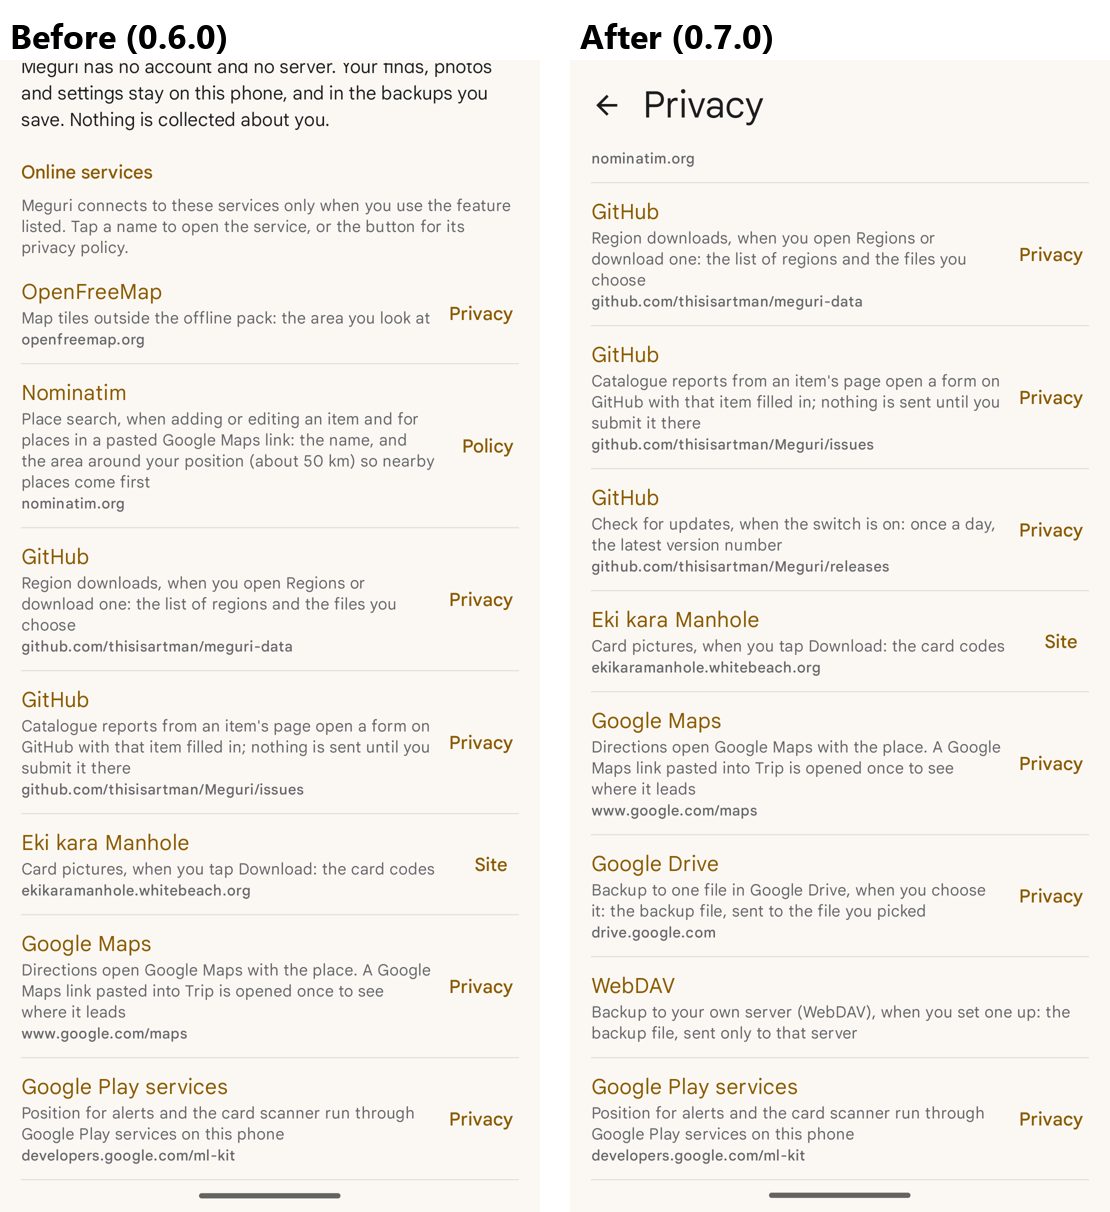 Before (0.6.0)
Meguri has no account and no server. Your finds, photos
and settings stay on this phone, and in the backups you
save. Nothing is collected about you.
Online services
Meguri connects to these services only when you use the feature
listed. Tap a name to open the service, or the button for its
privacy policy.
OpenFreeMap
Map tiles outside the offline pack: the area you look at
openfreemap.org
Privacy
Nominatim
Place search, when adding or editing an item and for
places in a pasted Google Maps link: the name, and
the area around your position (about 50 km) so nearby
places come first
nominatim.org
Policy
GitHub
Region downloads, when you open Regions or
download one: the list of regions and the files you
choose
github.com/thisisartman/meguri-data
Privacy
GitHub
Catalogue reports from an item's page open a form on
GitHub with that item filled in; nothing is sent until you
submit it there
github.com/thisisartman/Meguri/issues
Privacy
Eki kara Manhole
Card pictures, when you tap Download: the card codes
ekikaramanhole.whitebeach.org
Site
Google Maps
Directions open Google Maps with the place. A Google
Maps link pasted into Trip is opened once to see
where it leads
www.google.com/maps
Privacy
Google Play services
Position for alerts and the card scanner run through
Google Play services on this phone
developers.google.com/ml-kit
Privacy
After (0.7.0)
Privacy
nominatim.org
GitHub
Region downloads, when you open Regions or
download one: the list of regions and the files you
choose
github.com/thisisartman/meguri-data
Privacy
GitHub
Catalogue reports from an item's page open a form on
GitHub with that item filled in; nothing is sent until you
submit it there
github.com/thisisartman/Meguri/issues
Privacy
GitHub
Check for updates, when the switch is on: once a day,
the latest version number
github.com/thisisartman/Meguri/releases
Privacy
Eki kara Manhole
Card pictures, when you tap Download: the card codes
ekikaramanhole.whitebeach.org
Site
Google Maps
Directions open Google Maps with the place. A Google
Maps link pasted into Trip is opened once to see
where it leads
www.google.com/maps
Privacy
Google Drive
Backup to one file in Google Drive, when you choose
it: the backup file, sent to the file you picked
drive.google.com
Privacy
WebDAV
Backup to your own server (WebDAV), when you set one up: the
backup file, sent only to that server
Google Play services
Position for alerts and the card scanner run through
Google Play services on this phone
developers.google.com/ml-kit
Privacy